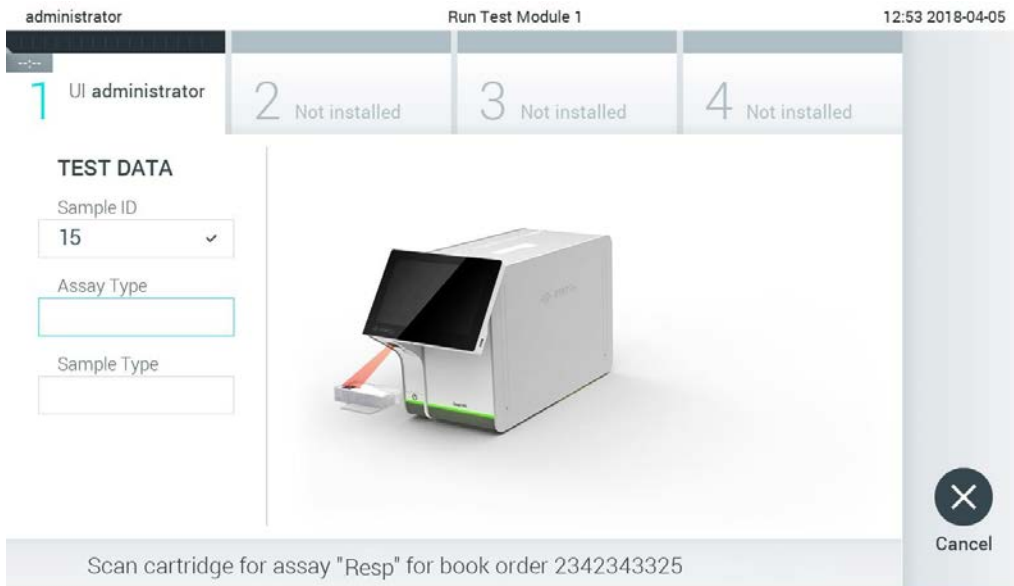 administrator Run Test Module 1 12:53 2018-04-05
--:--
1 UI administrator 2 Not installed 3 Not installed 4 Not installed
TEST DATA
Sample ID
15
Assay Type
Sample Type
Cancel
Scan cartridge for assay "Resp" for book order 2342343325